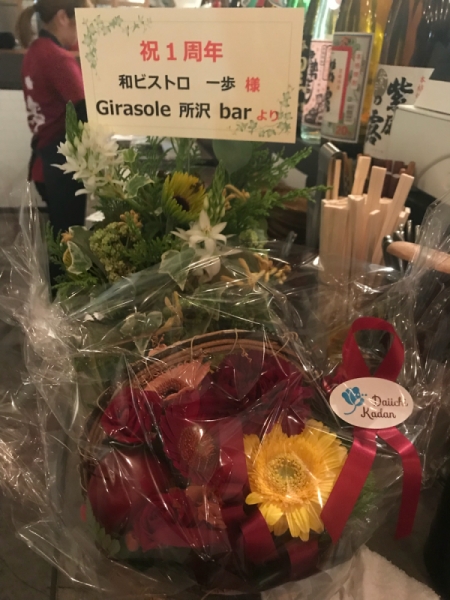 祝1周年
和ビストロ 一歩 様
Girasole 所沢 bar より
Daiichi
Kadan